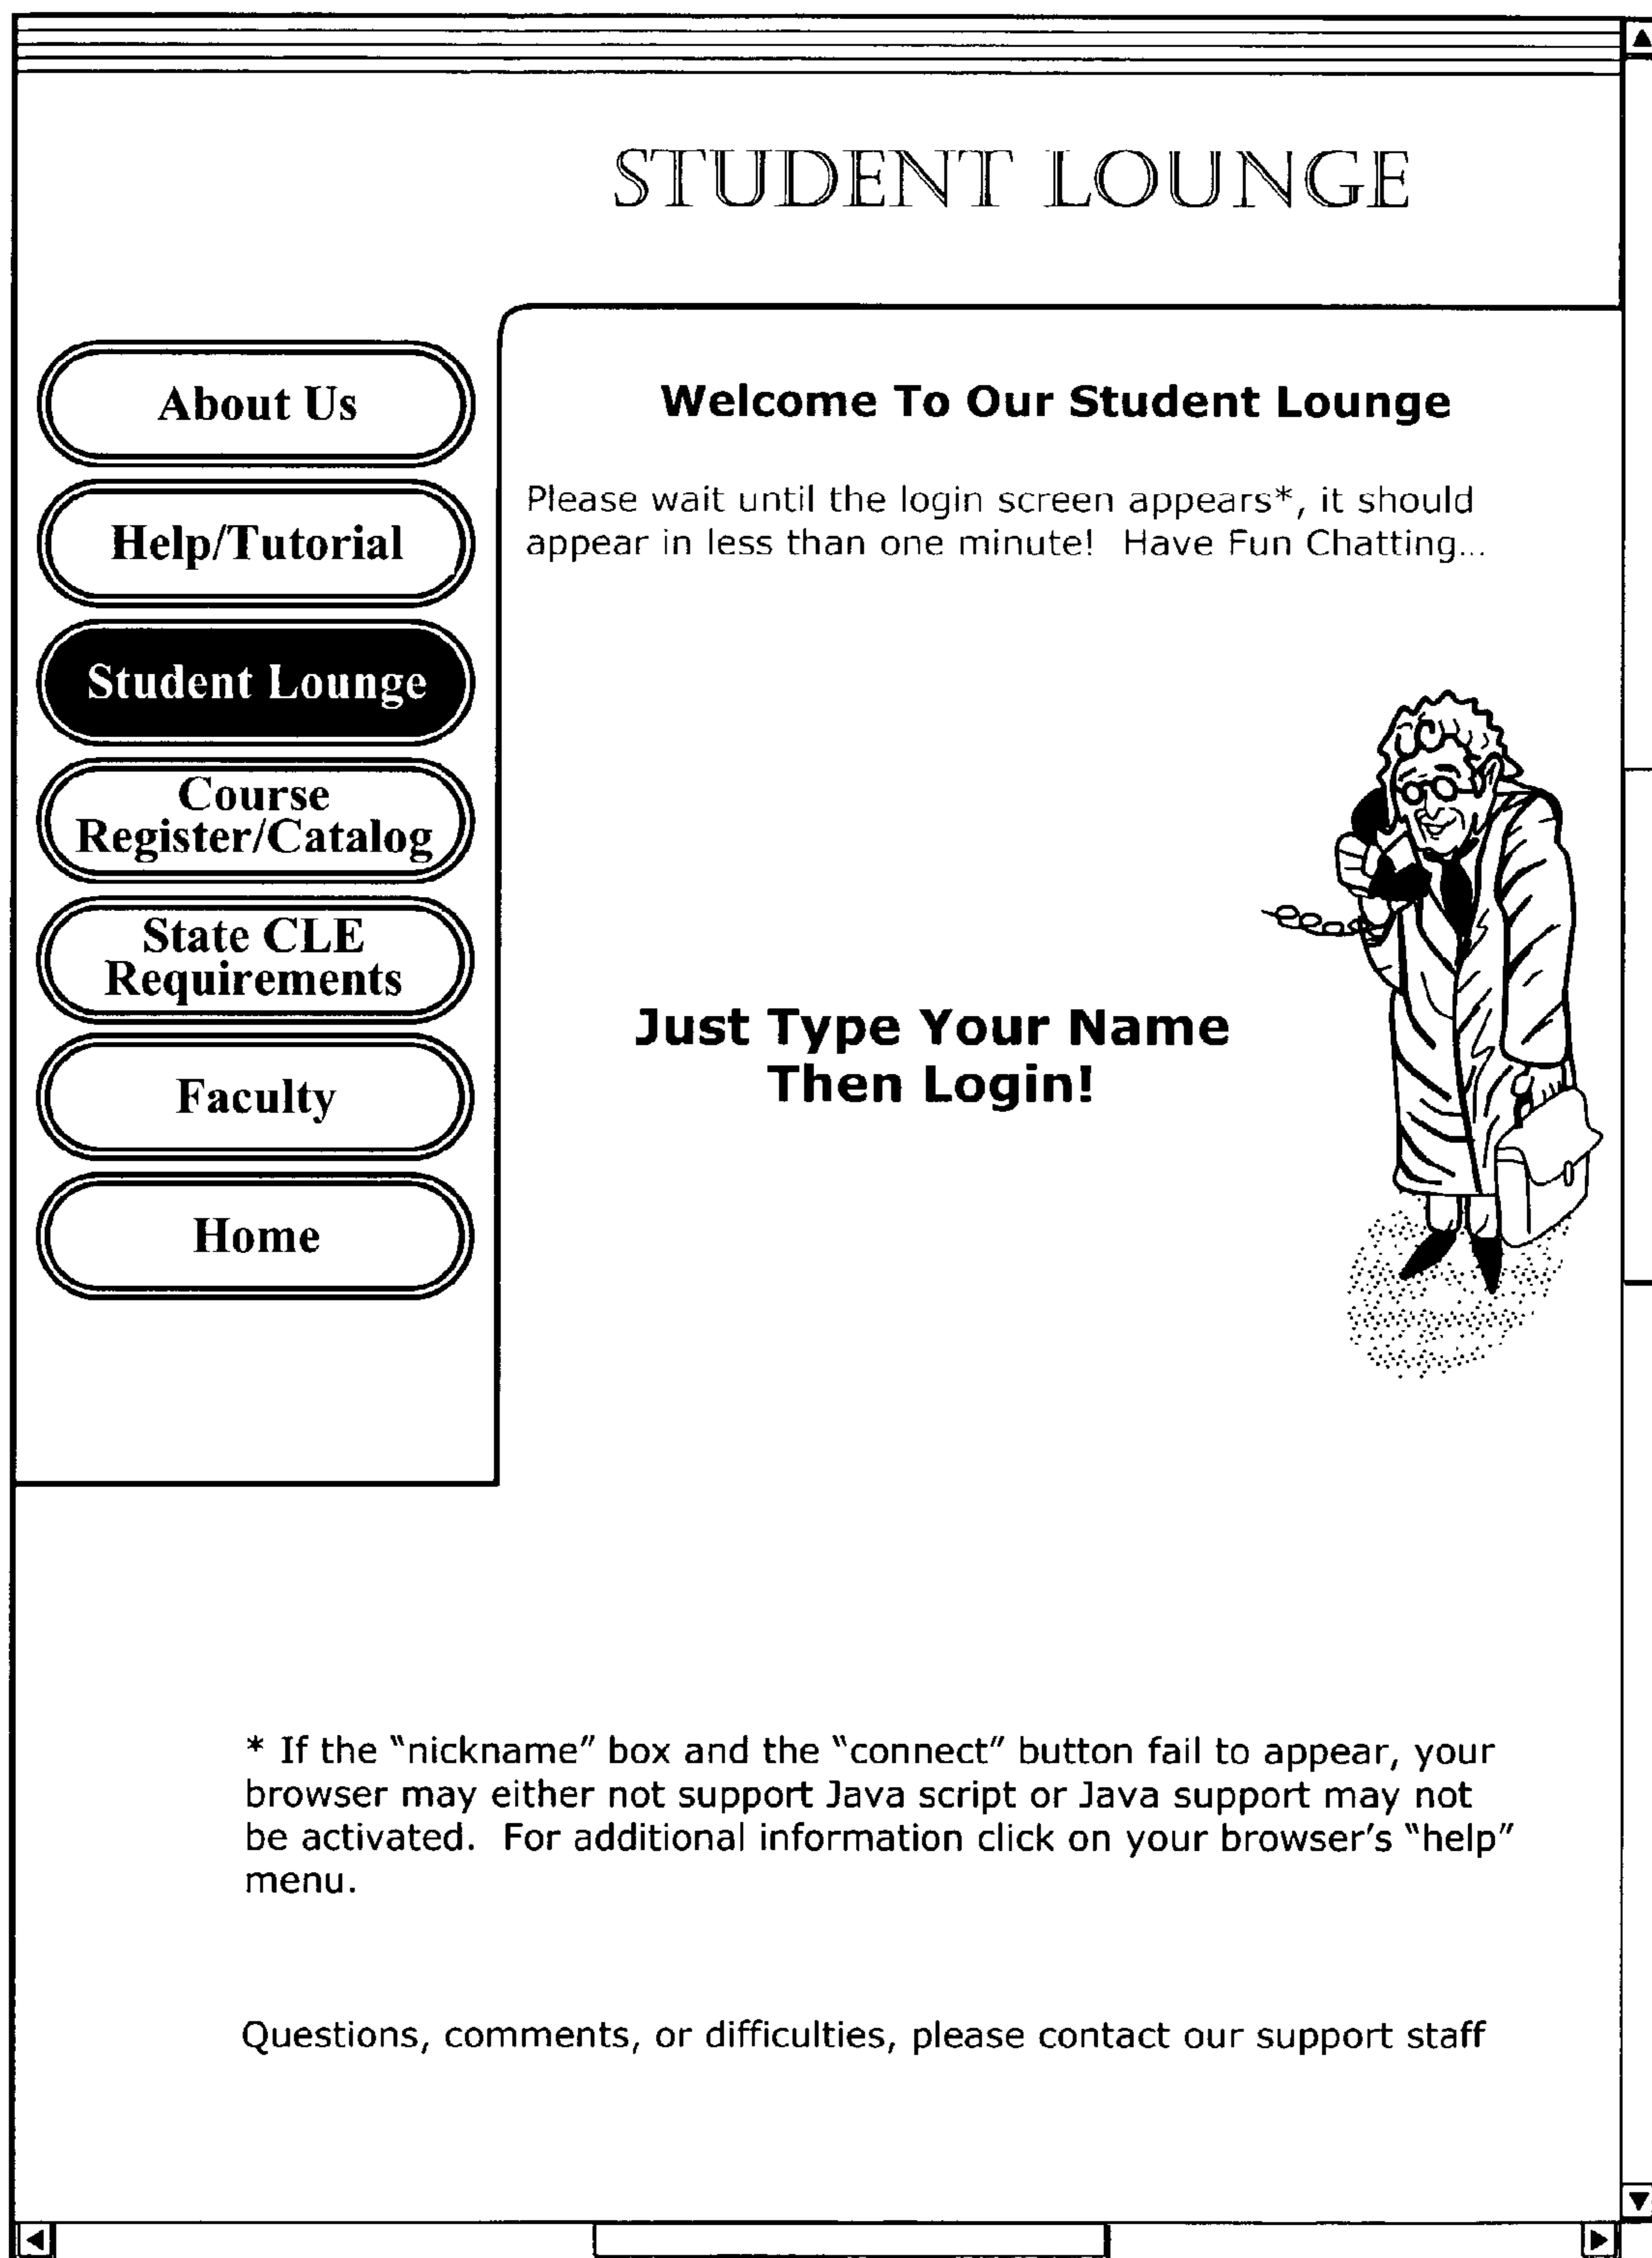 STUDENT LOUNGE
About Us
Help/Tutorial
Student Lounge
Course
Register/Catalog
State CLE
Requirements
Faculty
Home
Welcome To Our Student Lounge
Please wait until the login screen appears*, it should
appear in less than one minute!  Have Fun Chatting...
Just Type Your Name
Then Login!
* If the “nickname” box and the “connect” button fail to appear, your
browser may either not support Java script or Java support may not
be activated.  For additional information click on your browser’s “help”
menu.
Questions, comments, or difficulties, please contact our support staff